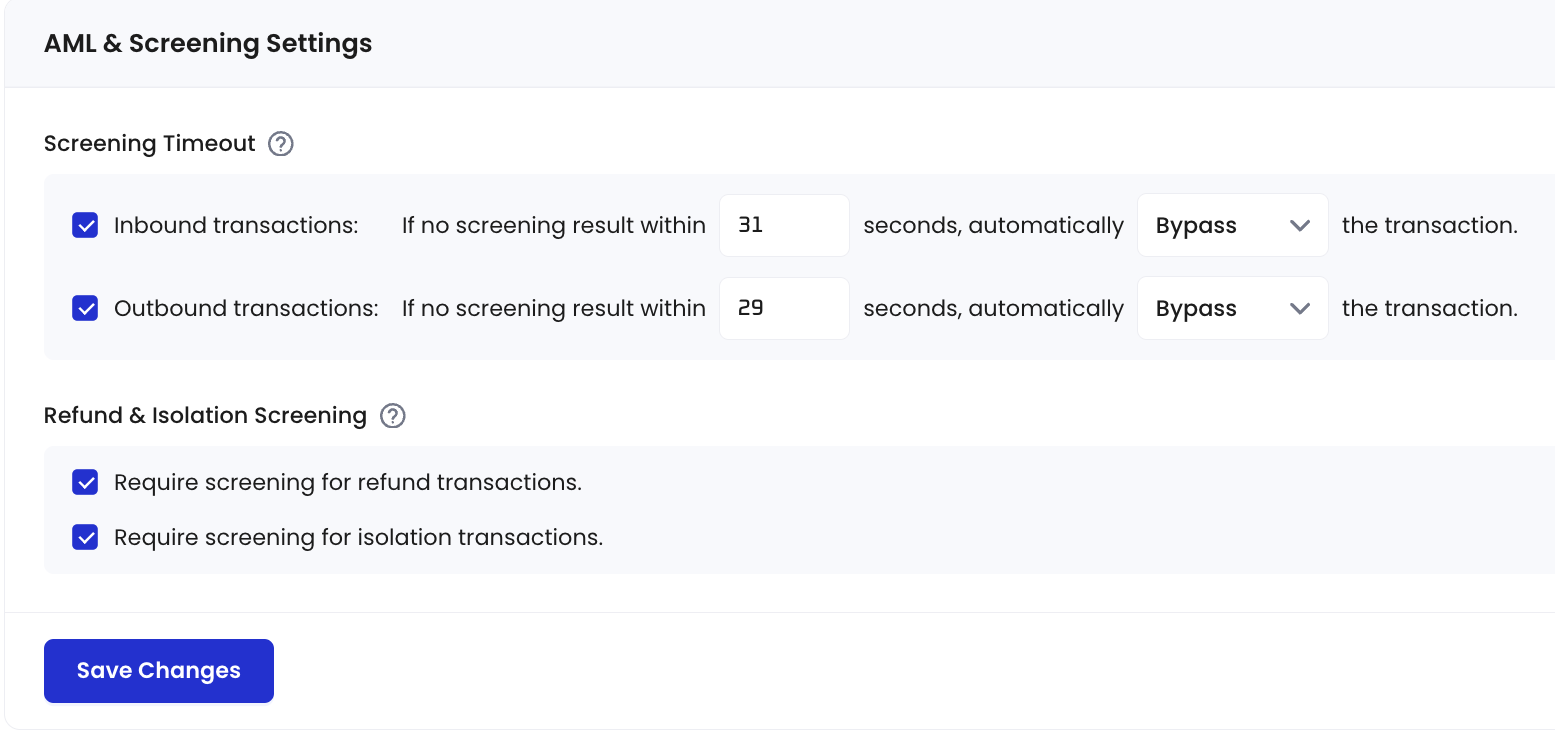 AML & Screening Settings
Screening Timeout ?
Inbound transactions: If no screening result within 31 seconds, automatically Bypass the transaction.
Outbound transactions: If no screening result within 29 seconds, automatically Bypass the transaction.
Refund & Isolation Screening ?
Require screening for refund transactions.
Require screening for isolation transactions.
Save Changes